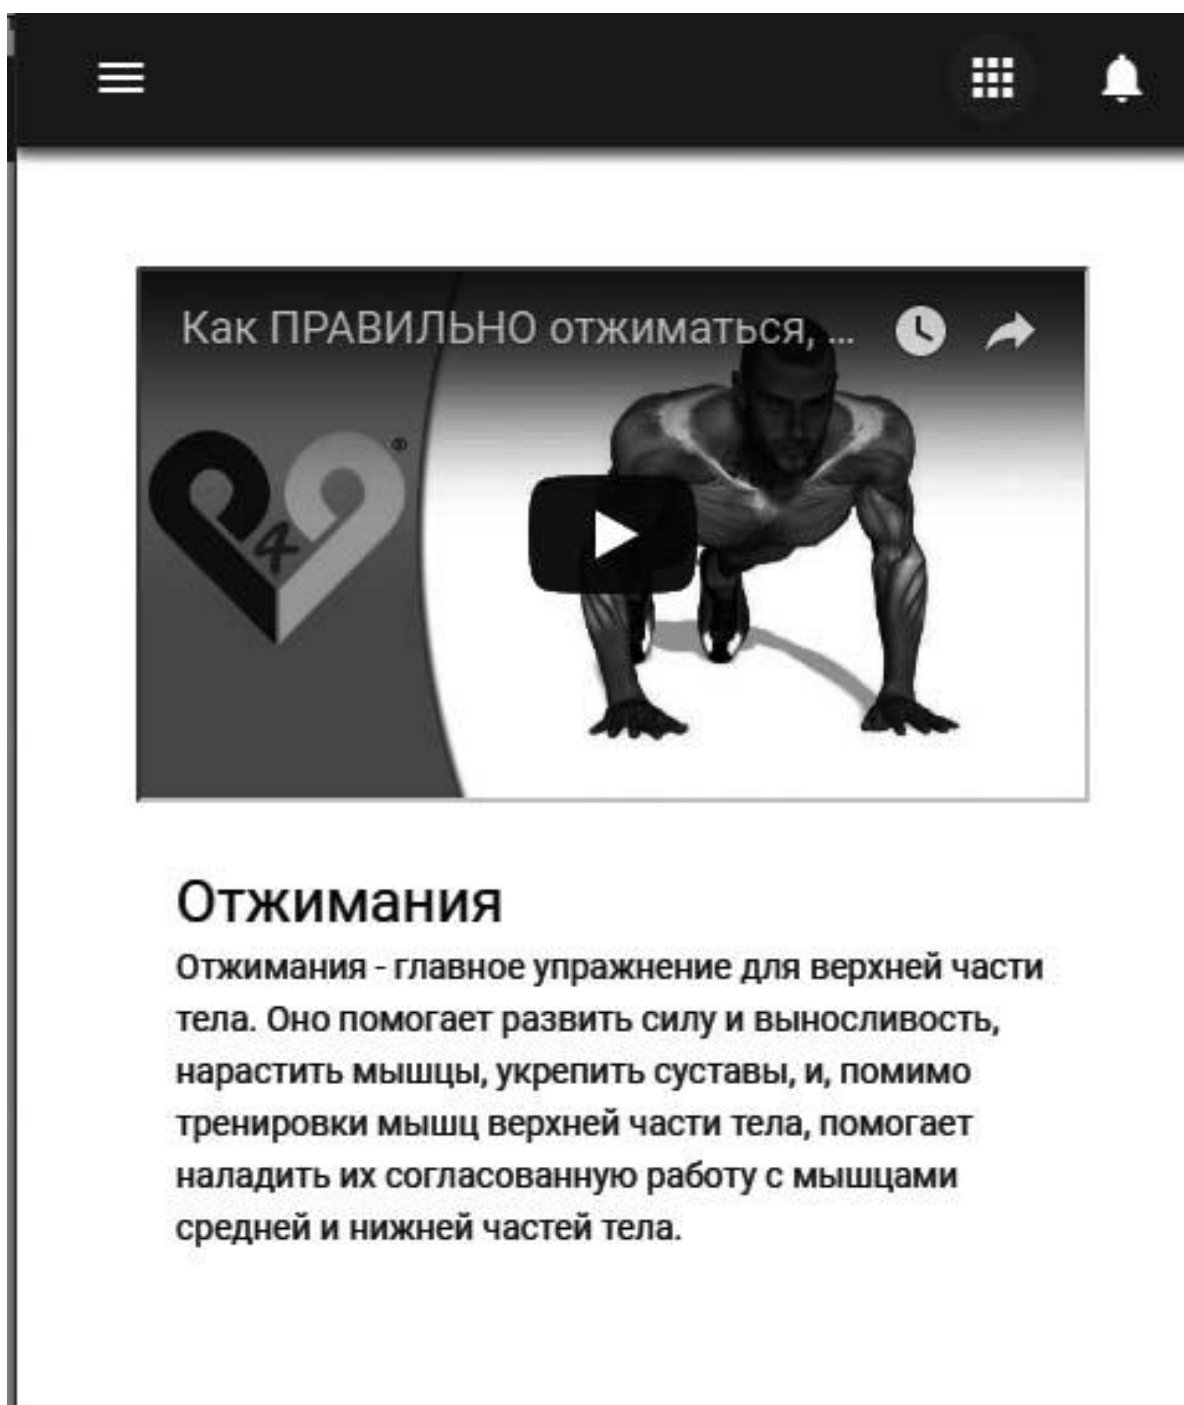 Как ПРАВИЛЬНО отжиматься, ...
®
4
Отжимания
Отжимания - главное упражнение для верхней части
тела. Оно помогает развить силу и выносливость,
нарастить мышцы, укрепить суставы, и, помимо
тренировки мышц верхней части тела, помогает
наладить их согласованную работу с мышцами
средней и нижней частей тела.